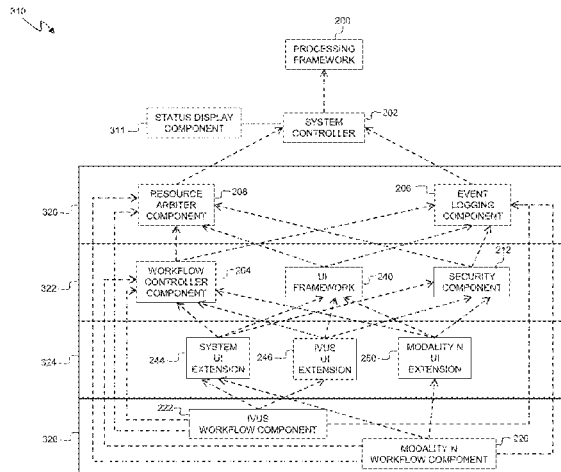 310
200
PROCESSING
FRAMEWORK
STATUS DISPLAY
COMPONENT
311
202
SYSTEM
CONTROLLER
RESOURCE
ARBITER
COMPONENT
208
206
EVENT
LOGGING
COMPONENT
320
WORKFLOW
CONTROLLER
COMPONENT
204
UI
FRAMEWORK
240
212
SECURITY
COMPONENT
322
244
SYSTEM
UI
EXTENSION
246
IVUS
UI
EXTENSION
250
MODALITY N
UI
EXTENSION
324
222
IVUS
WORKFLOW COMPONENT
328
MODALITY N
WORKFLOW COMPONENT
226